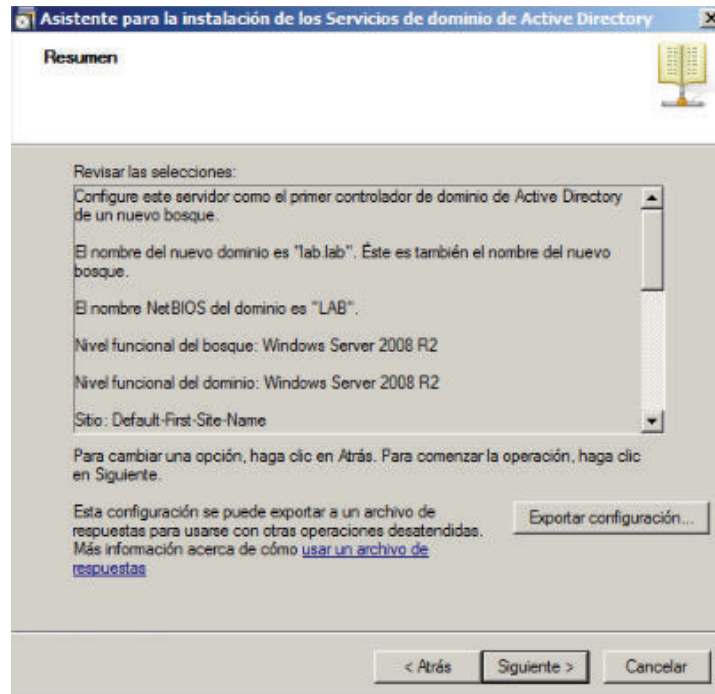 Asistente para la instalación de los Servicios de dominio de Active Directory
Resumen
Revisar las selecciones:
Configure este servidor como el primer controlador de dominio de Active Directory
de un nuevo bosque.
El nombre del nuevo dominio es "lab.lab". Éste es también el nombre del nuevo
bosque.
El nombre NetBIOS del dominio es "LAB".
Nivel funcional del bosque: Windows Server 2008 R2
Nivel funcional del dominio: Windows Server 2008 R2
Sitio: Default-First-Site-Name
Para cambiar una opción, haga clic en Atrás. Para comenzar la operación, haga clic
en Siguiente.
Esta configuración se puede exportar a un archivo de
respuestas para usarse con otras operaciones desatendidas.
Más información acerca de cómo usar un archivo de
respuestas
Exportar configuración...
< Atrás
Siguiente >
Cancelar